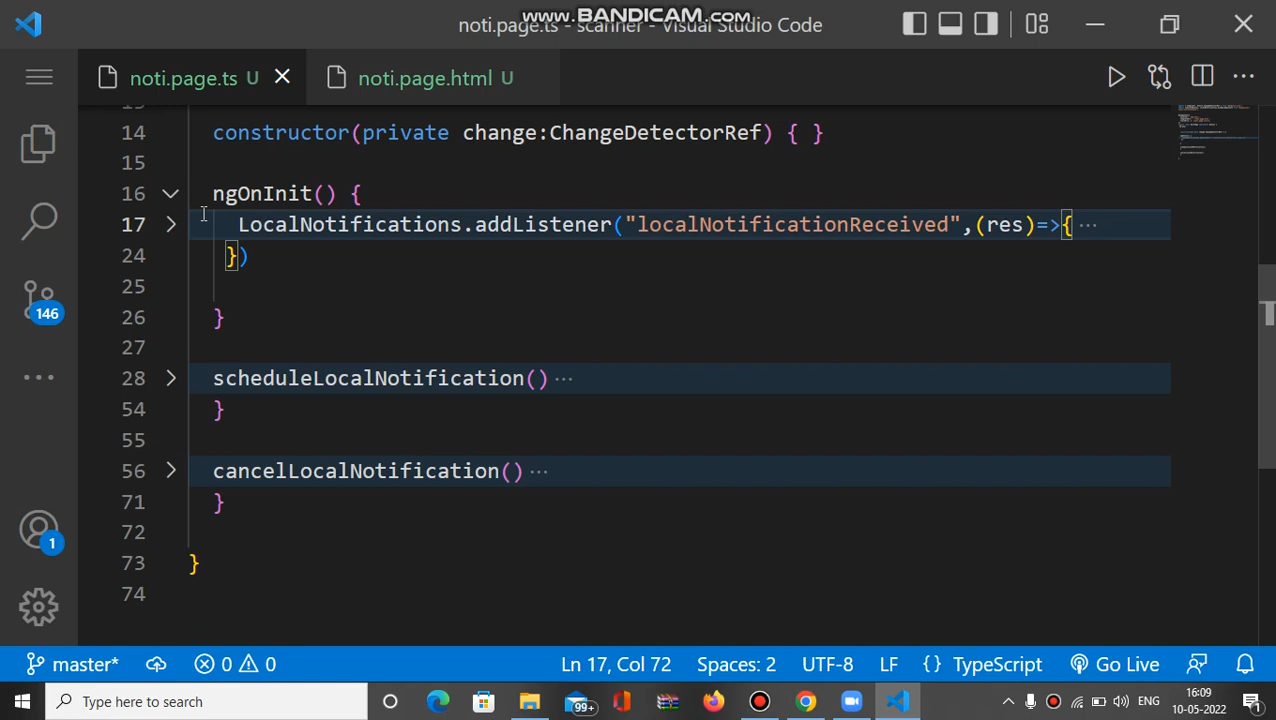 www.BANDICAM.com
noti.page.ts - scanner - Visual Studio Code
noti.page.ts U
noti.page.html U
14 constructor(private change:ChangeDetectorRef) { }
15
16 ngOnInit() {
17 LocalNotifications.addListener("localNotificationReceived",(res)=>{ ···
24 })
25
26 }
27
28 scheduleLocalNotification() ···
54 }
55
56 cancelLocalNotification() ···
71 }
72
73 }
74
146
1
master* 0 0 Ln 17, Col 72 Spaces: 2 UTF-8 LF {} TypeScript Go Live
Type here to search
99+
ENG
16:09
10-05-2022
1